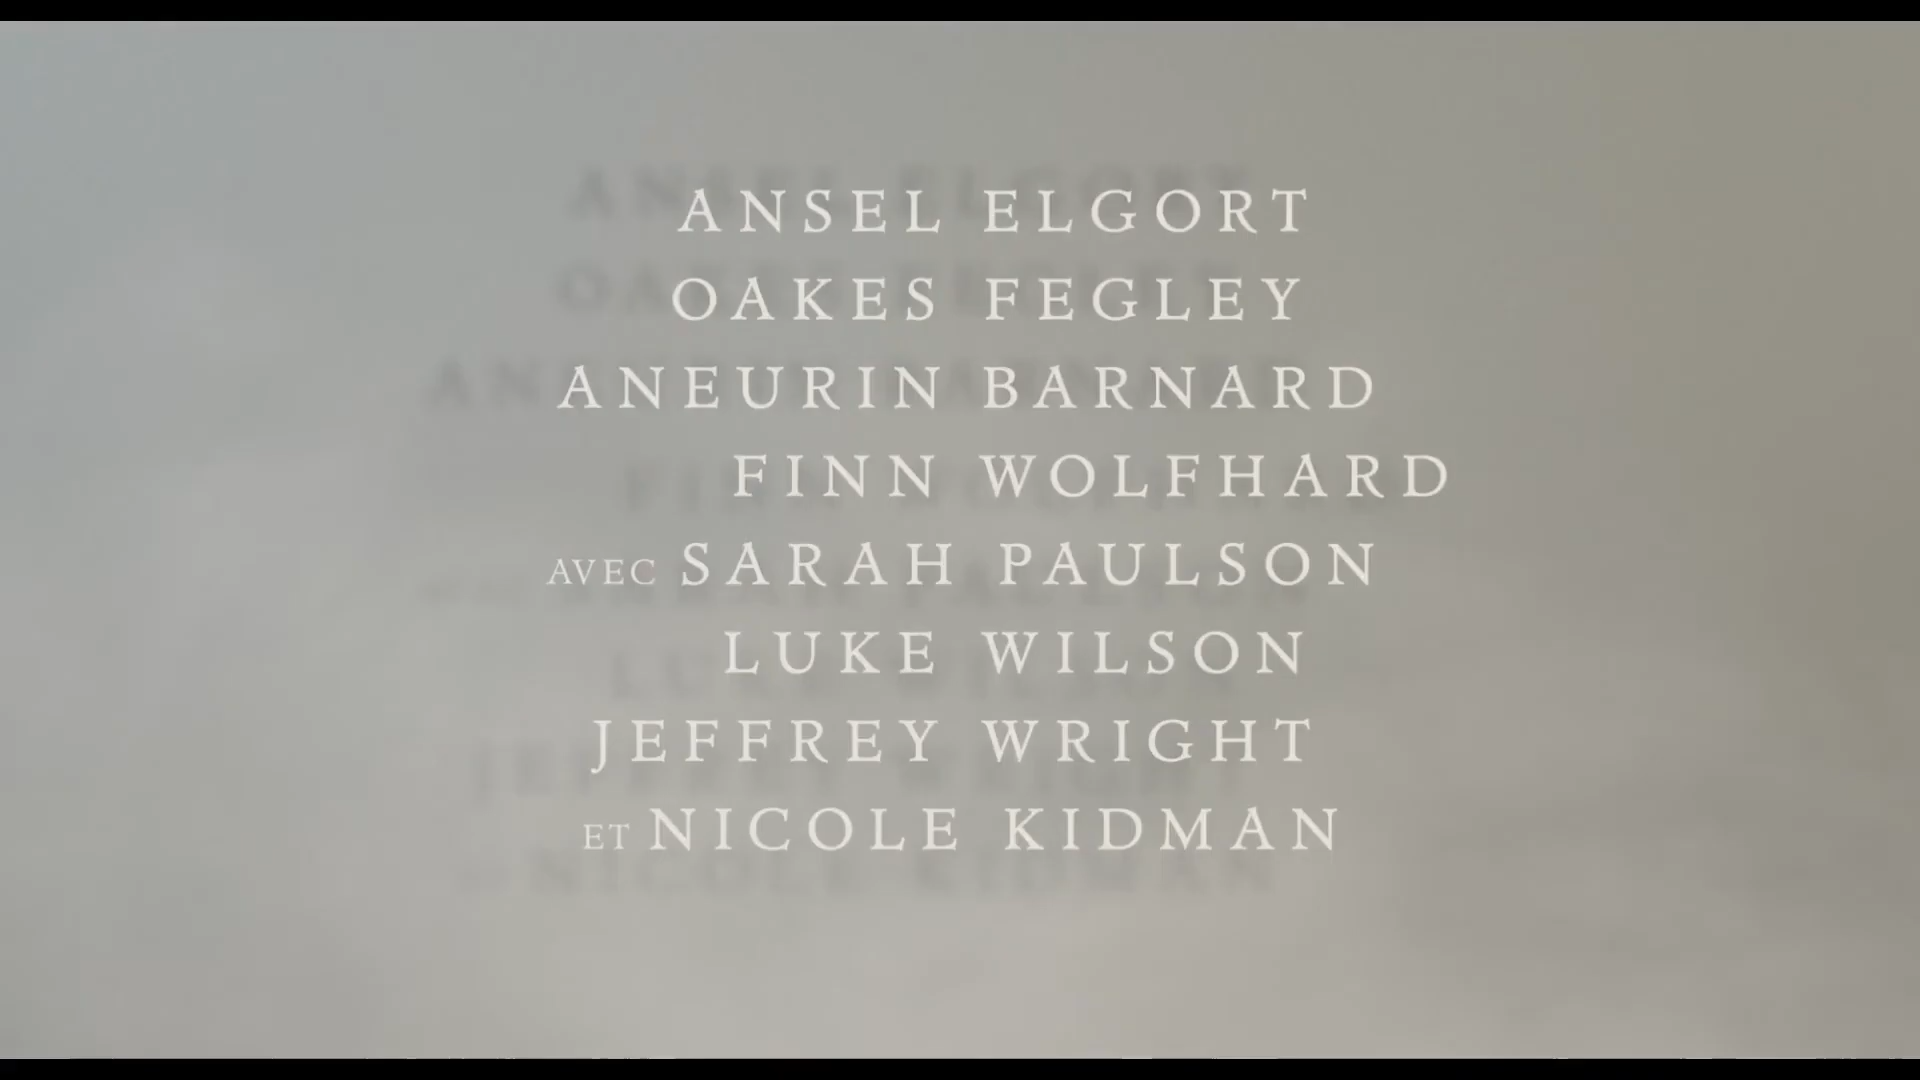 ANSEL ELGORT
OAKES FEGLEY
ANEURIN BARNARD
FINN WOLFHARD
AVEC SARAH PAULSON
LUKE WILSON
JEFFREY WRIGHT
ET NICOLE KIDMAN